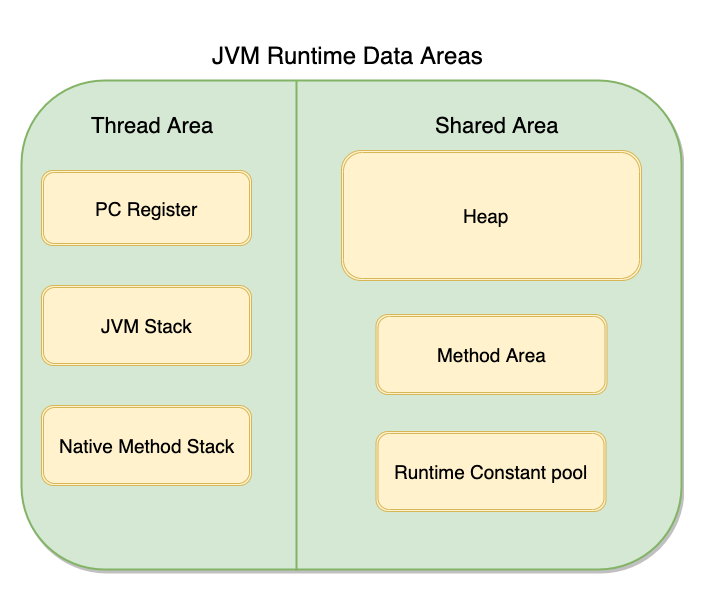 JVM Runtime Data Areas
Thread Area
PC Register
JVM Stack
Native Method Stack
Shared Area
Heap
Method Area
Runtime Constant pool